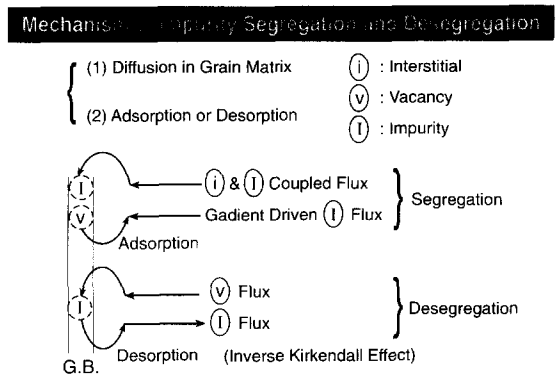 Mechanism Impurity Segregation and Desegregation
(1) Diffusion in Grain Matrix
(2) Adsorption or Desorption
i : Interstitial
v : Vacancy
I : Impurity
I
v
i & I Coupled Flux
Gadient Driven I Flux
Segregation
Adsorption
I
v Flux
I Flux
Desegregation
Desorption (Inverse Kirkendall Effect)
G.B.